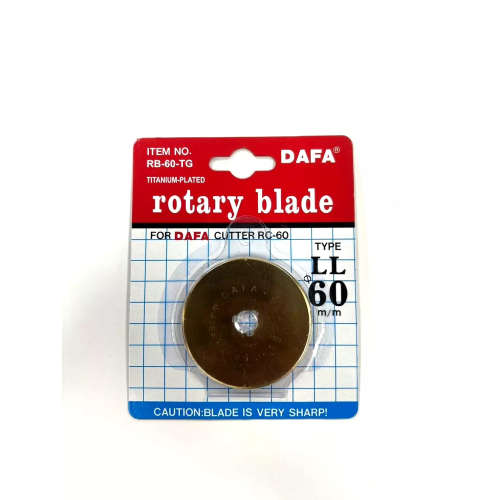 ITEM NO.
RB-60-TG
DAFA®
TITANIUM-PLATED
rotary blade
FOR DAFA CUTTER RC-60
TYPE
LL
⌀60
m/m
DAFA
CAUTION:BLADE IS VERY SHARP!